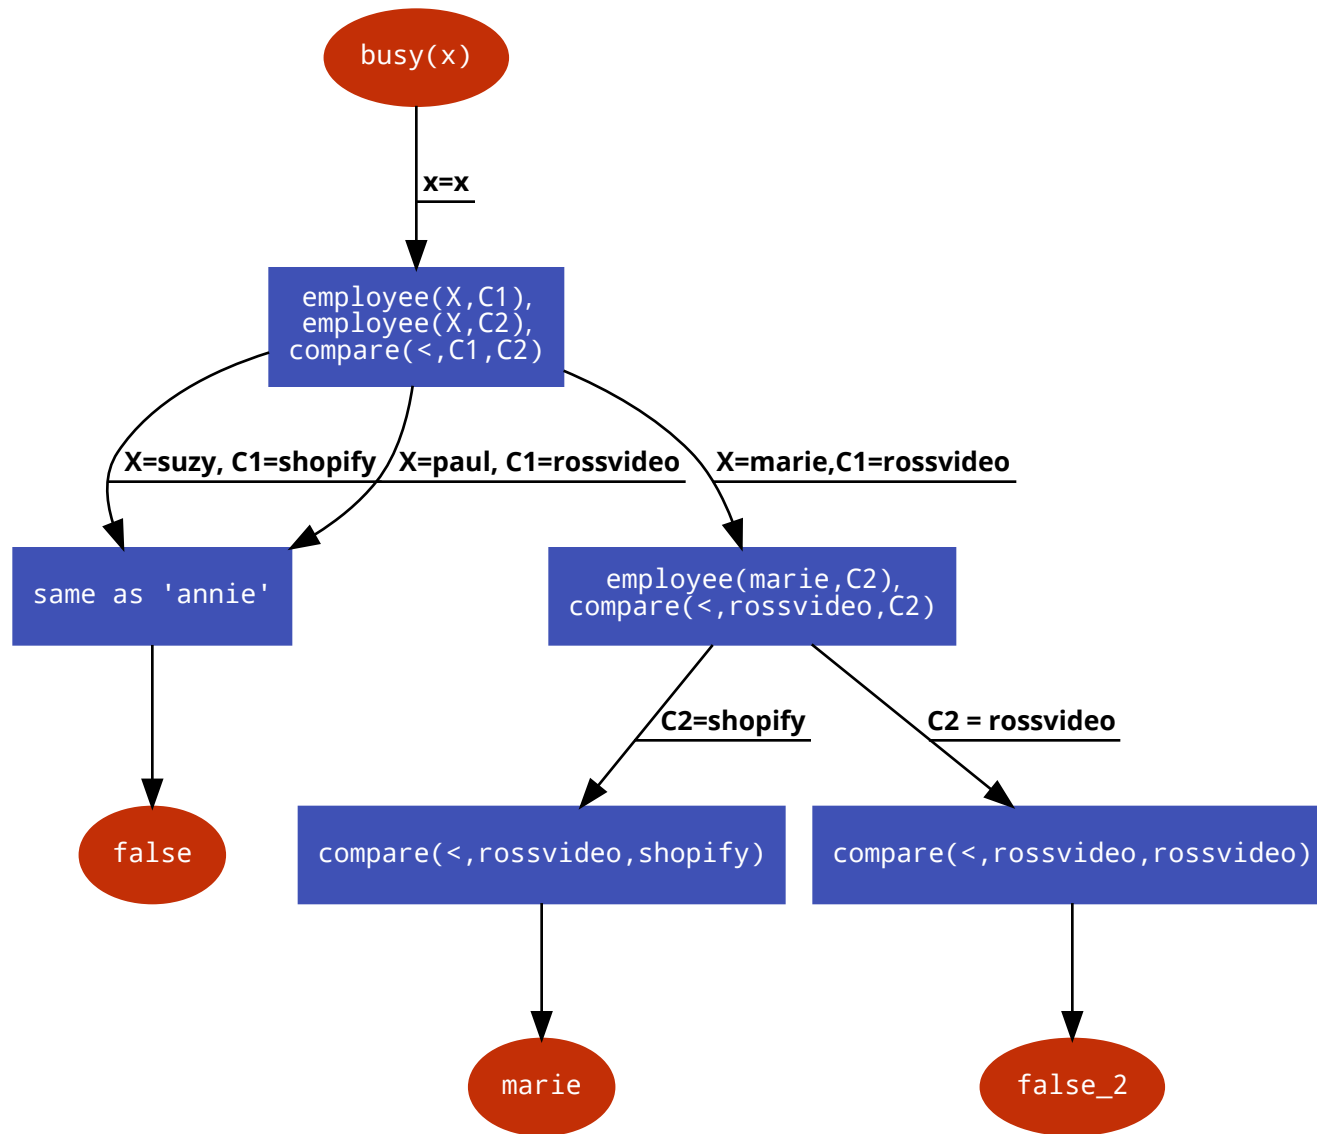 busy(x)
x=x
employee(X,C1),
employee(X,C2),
compare(<,C1,C2)
X=suzy, C1=shopify
X=paul, C1=rossvideo
X=marie,C1=rossvideo
same as 'annie'
employee(marie,C2),
compare(<,rossvideo,C2)
C2=shopify
C2 = rossvideo
false
compare(<,rossvideo,shopify)
compare(<,rossvideo,rossvideo)
marie
false_2